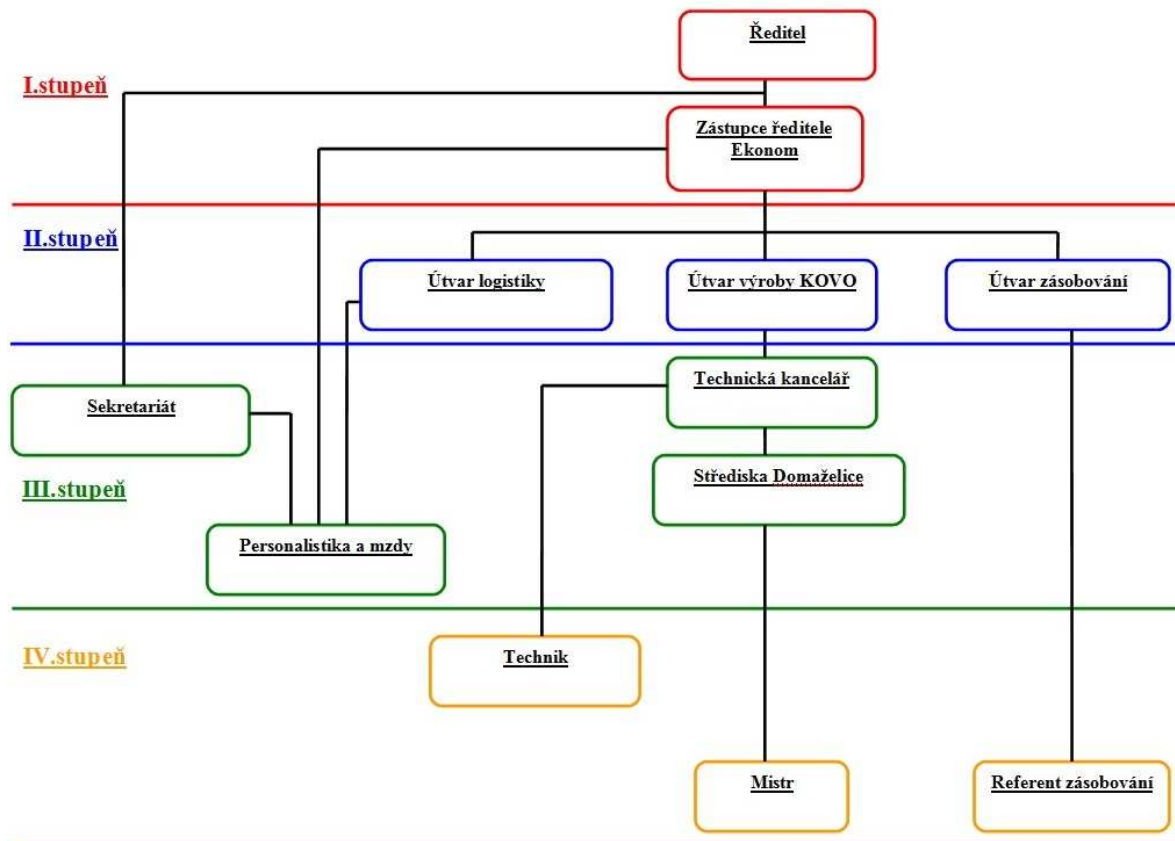 Ředitel
I.stupeň
Zástupce ředitele
Ekonom
II.stupeň
Útvar logistiky
Útvar výroby KOVO
Útvar zásobování
Technická kancelář
Sekretariát
Střediska Domaželice
III.stupeň
Personalistika a mzdy
IV.stupeň
Technik
Mistr
Referent zásobování